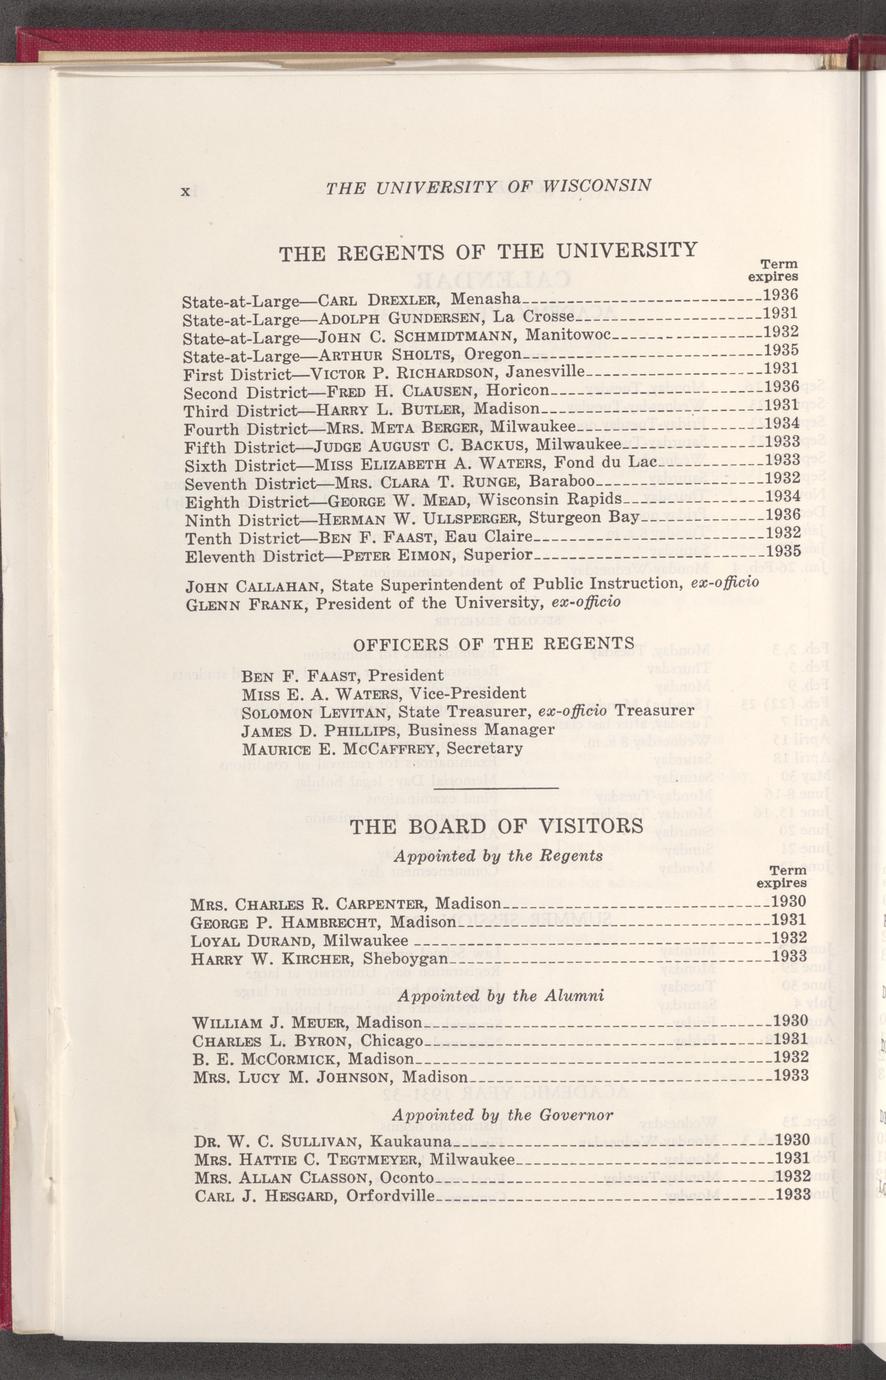 x THE UNIVERSITY OF WISCONSIN
THE REGENTS OF THE UNIVERSITY
Term
expires
State-at-Large—CARL DREXLER, Menasha 1936
State-at-Large—ADOLPH GUNDERSEN, La Crosse 1931
State-at-Large—JOHN C. SCHMIDTMANN, Manitowoc 1932
State-at-Large—ARTHUR SHOLTS, Oregon 1935
First District—VICTOR P. RICHARDSON, Janesville 1931
Second District—FRED H. CLAUSEN, Horicon 1936
Third District—HARRY L. BUTLER, Madison 1931
Fourth District—MRS. META BERGER, Milwaukee 1934
Fifth District—JUDGE AUGUST C. BACKUS, Milwaukee 1933
Sixth District—MISS ELIZABETH A. WATERS, Fond du Lac 1933
Seventh District—MRS. CLARA T. RUNGE, Baraboo 1932
Eighth District—GEORGE W. MEAD, Wisconsin Rapids 1934
Ninth District—HERMAN W. ULLSPERGER, Sturgeon Bay 1936
Tenth District—BEN F. FAAST, Eau Claire 1932
Eleventh District—PETER EIMON, Superior 1935
JOHN CALLAHAN, State Superintendent of Public Instruction, ex-officio
GLENN FRANK, President of the University, ex-officio
OFFICERS OF THE REGENTS
BEN F. FAAST, President
MISS E. A. WATERS, Vice-President
SOLOMON LEVITAN, State Treasurer, ex-officio Treasurer
JAMES D. PHILLIPS, Business Manager
MAURICE E. MCCAFFREY, Secretary
THE BOARD OF VISITORS
Appointed by the Regents
Term
expires
MRS. CHARLES R. CARPENTER, Madison 1930
GEORGE P. HAMBRECHT, Madison 1931
LOYAL DURAND, Milwaukee 1932
HARRY W. KIRCHER, Sheboygan 1933
Appointed by the Alumni
WILLIAM J. MEUER, Madison 1930
CHARLES L. BYRON, Chicago 1931
B. E. MCCORMICK, Madison 1932
MRS. LUCY M. JOHNSON, Madison 1933
Appointed by the Governor
DR. W. C. SULLIVAN, Kaukauna 1930
MRS. HATTIE C. TEGTMEYER, Milwaukee 1931
MRS. ALLAN CLASSON, Oconto 1932
CARL J. HESGARD, Orfordville 1933